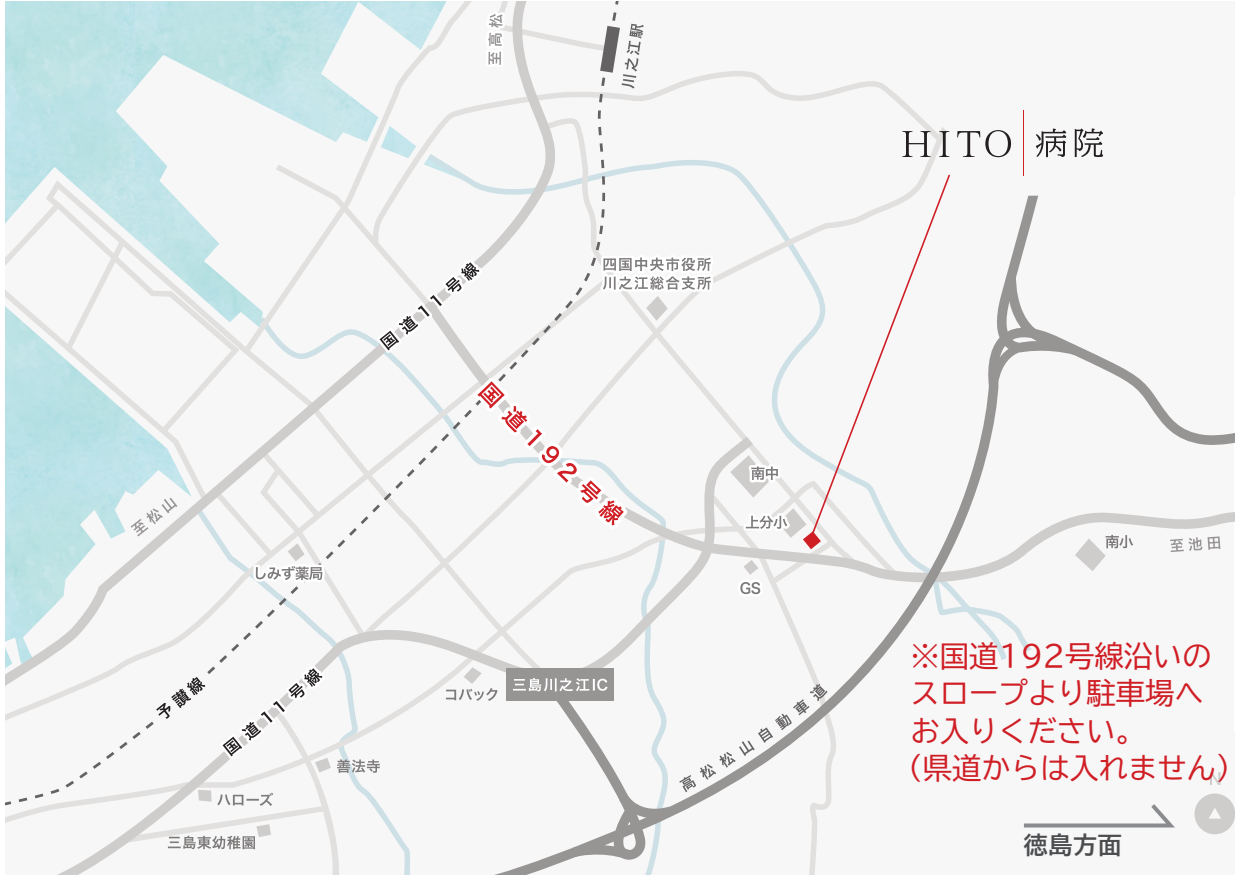 至高松
川之江駅
HITO 病院
四国中央市役所
川之江総合支所
国道11号線
国道192号線
南中
上分小
GS
南小
至池田
至松山
しみず薬局
三島川之江IC
コバック
予讃線
国道11号線
高松松山自動車道
善法寺
ハローズ
三島東幼稚園
※国道192号線沿いの
スロープより駐車場へ
お入りください。
(県道からは入れません)
N
徳島方面